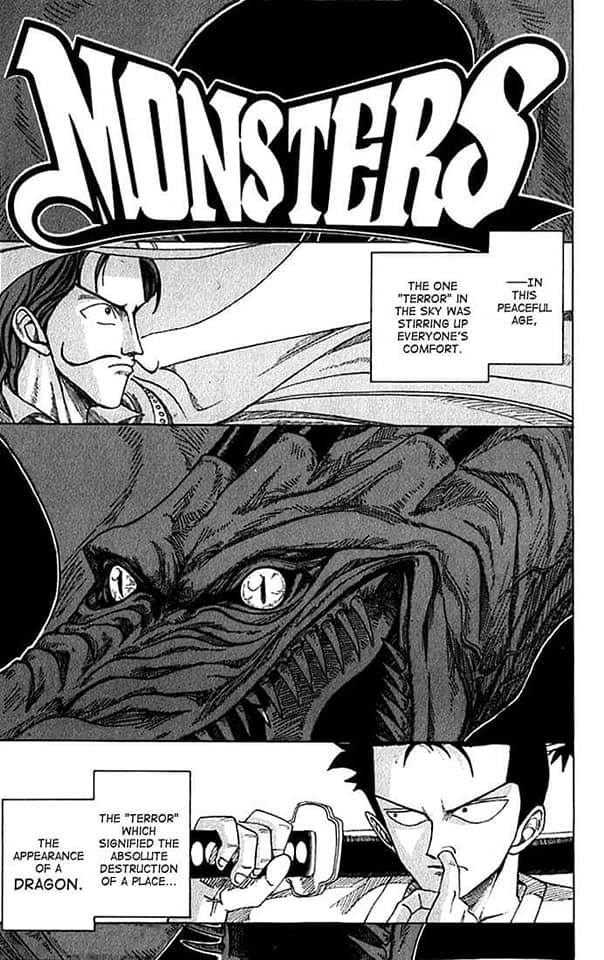 MONSTERS
——IN
THIS
PEACEFUL
AGE,
THE ONE
"TERROR" IN
THE SKY WAS
STIRRING UP
EVERYONE'S
COMFORT.
THE "TERROR"
WHICH
SIGNIFIED THE
ABSOLUTE
DESTRUCTION
OF A PLACE...
THE
APPEARANCE
OF A
DRAGON.